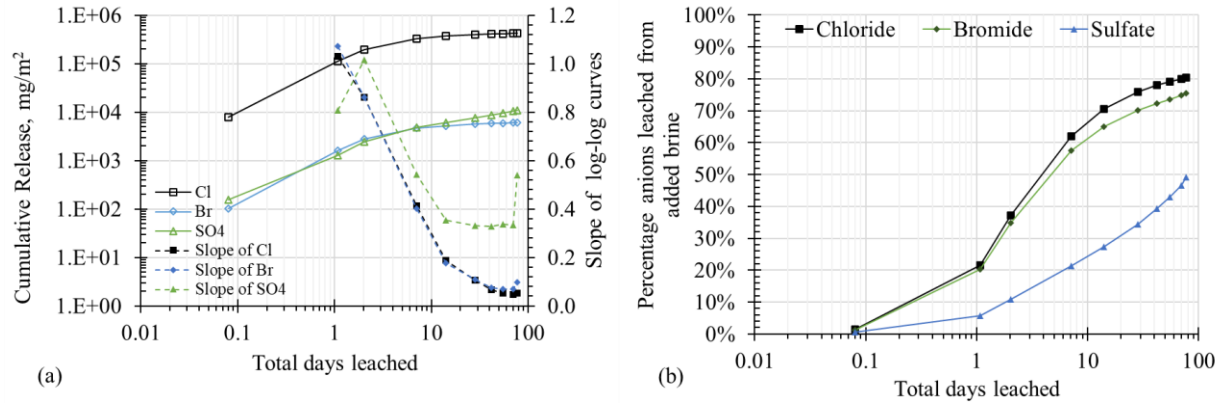 Cumulative Release, mg/m²
1.E+06
1.E+05
1.E+04
1.E+03
1.E+02
1.E+01
1.E+00
Cl
Br
SO4
Slope of Cl
Slope of Br
Slope of SO4
1.2
1.0
0.8
0.6
0.4
0.2
0.0
Slope of log-log curves
0.01 0.1 1 10 100
Total days leached
(a)
Percentage anions leached from
added brine
100%
90%
80%
70%
60%
50%
40%
30%
20%
10%
0%
Chloride Bromide Sulfate
0.01 0.1 1 10 100
Total days leached
(b)